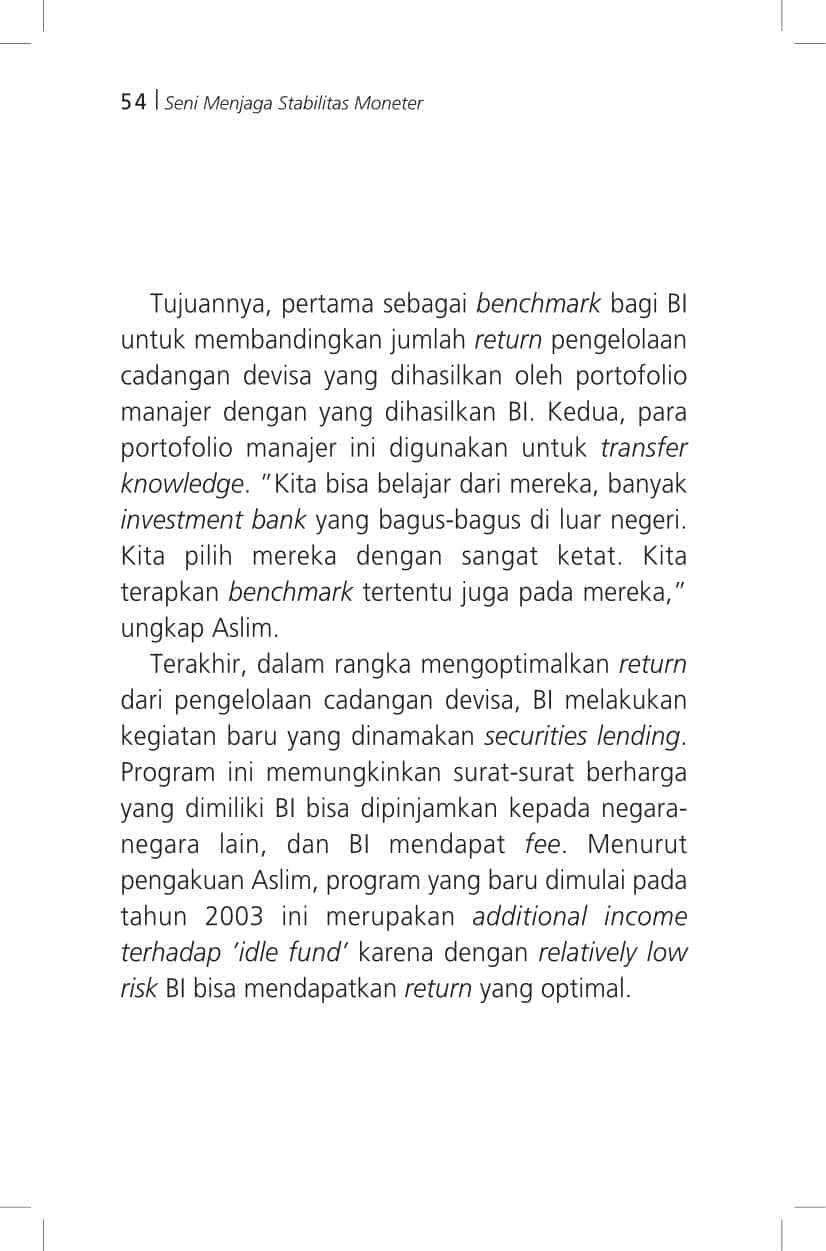 54 | Seni Menjaga Stabilitas Moneter
Tujuannya, pertama sebagai benchmark bagi BI
untuk membandingkan jumlah return pengelolaan
cadangan devisa yang dihasilkan oleh portofolio
manajer dengan yang dihasilkan BI. Kedua, para
portofolio manajer ini digunakan untuk transfer
knowledge. ”Kita bisa belajar dari mereka, banyak
investment bank yang bagus-bagus di luar negeri.
Kita pilih mereka dengan sangat ketat. Kita
terapkan benchmark tertentu juga pada mereka,”
ungkap Aslim.
Terakhir, dalam rangka mengoptimalkan return
dari pengelolaan cadangan devisa, BI melakukan
kegiatan baru yang dinamakan securities lending.
Program ini memungkinkan surat-surat berharga
yang dimiliki BI bisa dipinjamkan kepada negara-
negara lain, dan BI mendapat fee. Menurut
pengakuan Aslim, program yang baru dimulai pada
tahun 2003 ini merupakan additional income
terhadap ’idle fund’ karena dengan relatively low
risk BI bisa mendapatkan return yang optimal.